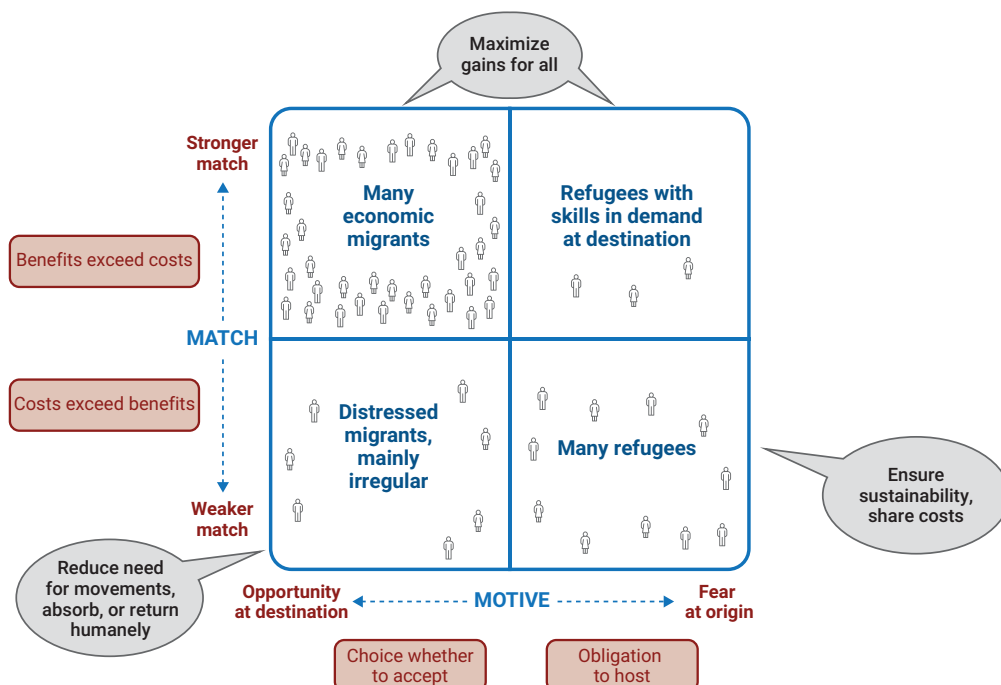 Maximize
gains for all
Stronger
match
Many
economic
migrants
Refugees with
skills in demand
at destination
Benefits exceed costs
MATCH
Costs exceed benefits
Distressed
migrants,
mainly
irregular
Many refugees
Weaker
match
Ensure
sustainability,
share costs
Reduce need
for movements,
absorb, or return
humanely
Opportunity
at destination
MOTIVE
Fear
at origin
Choice whether
to accept
Obligation
to host